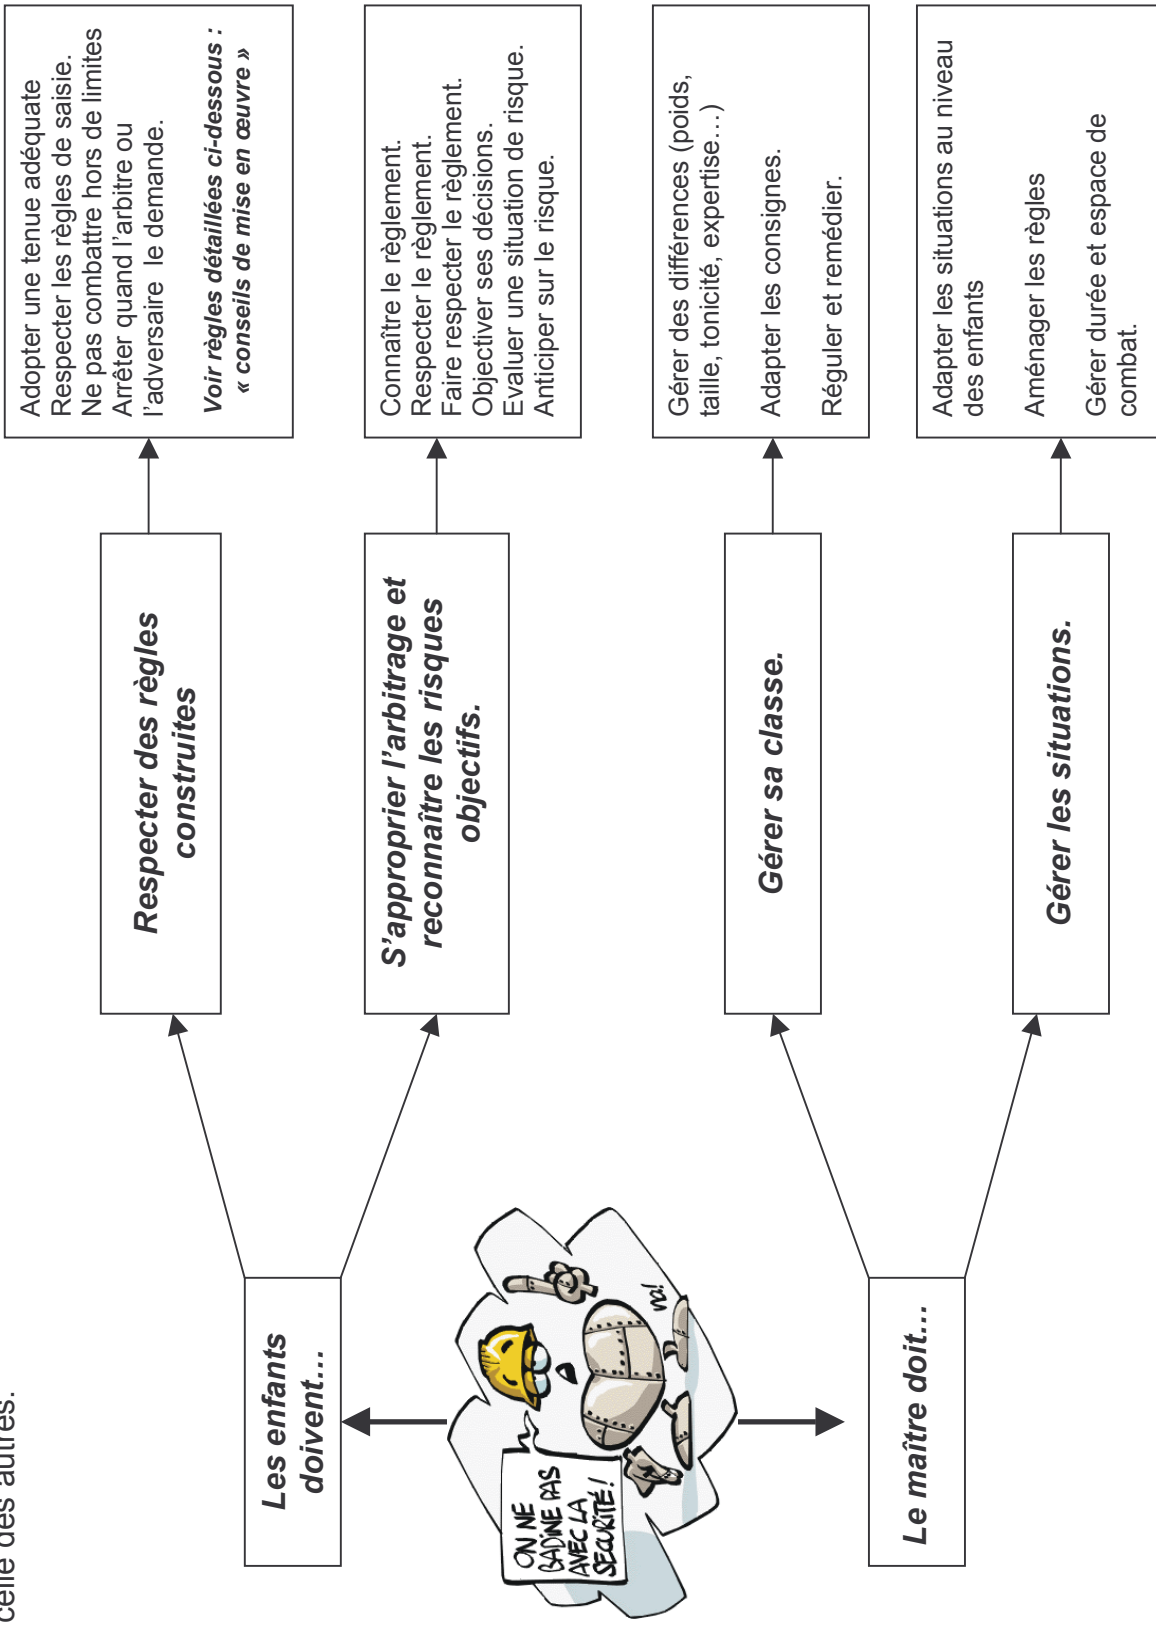 celle des autres.
Les enfants
doivent…
Respecter des règles
construites
Adopter une tenue adéquate
Respecter les règles de saisie.
Ne pas combattre hors de limites
Arrêter quand l’arbitre ou
l’adversaire le demande.
Voir règles détaillées ci-dessous :
« conseils de mise en œuvre »
S’approprier l’arbitrage et
reconnaître les risques
objectifs.
Connaître le règlement.
Respecter le règlement.
Faire respecter le règlement.
Objectiver ses décisions.
Evaluer une situation de risque.
Anticiper sur le risque.
ON NE
BADINE PAS
AVEC LA
SECURITÉ !
na!
Le maître doit…
Gérer sa classe.
Gérer des différences (poids,
taille, tonicité, expertise…)
Adapter les consignes.
Réguler et remédier.
Gérer les situations.
Adapter les situations au niveau
des enfants
Aménager les règles
Gérer durée et espace de
combat.